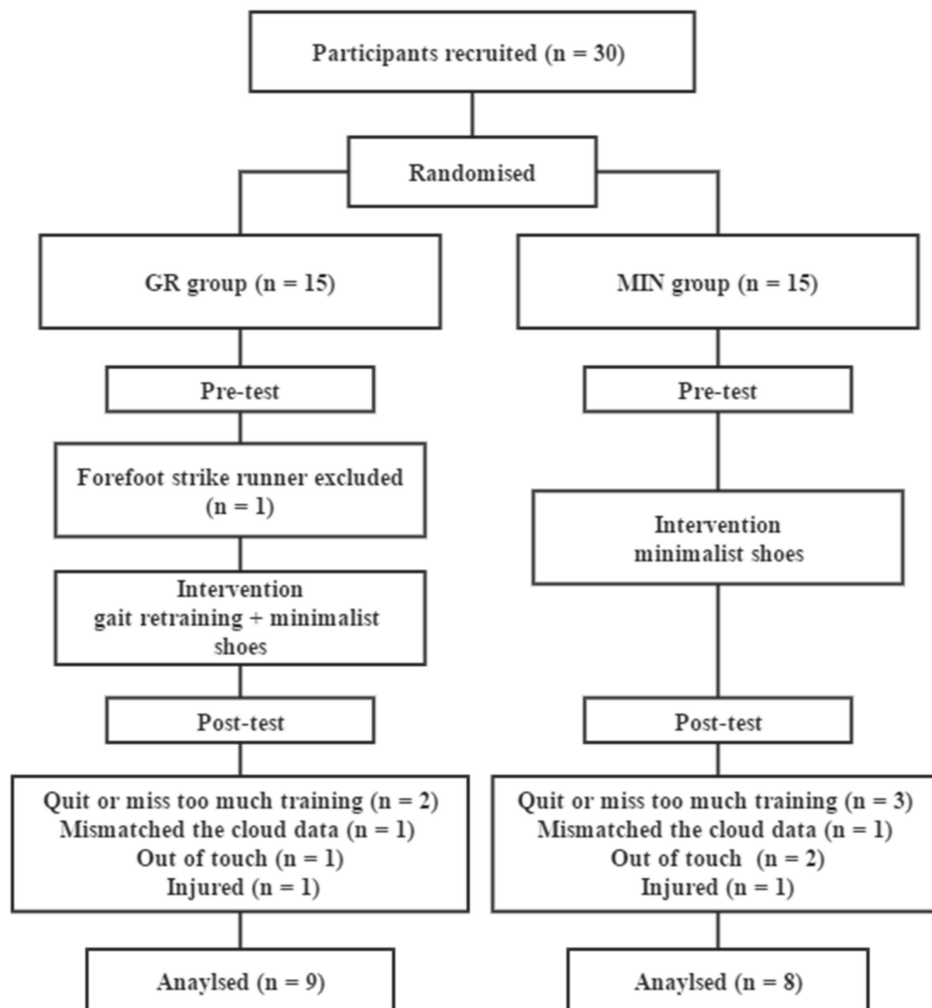 Participants recruited (n = 30)
Randomised
GR group (n = 15)
MIN group (n = 15)
Pre-test
Pre-test
Forefoot strike runner excluded
(n = 1)
Intervention
minimalist shoes
Intervention
gait retraining + minimalist
shoes
Post-test
Post-test
Quit or miss too much training (n = 2)
Mismatched the cloud data (n = 1)
Out of touch (n = 1)
Injured (n = 1)
Quit or miss too much training (n = 3)
Mismatched the cloud data (n = 1)
Out of touch  (n = 2)
Injured (n = 1)
Anaylsed (n = 9)
Anaylsed (n = 8)